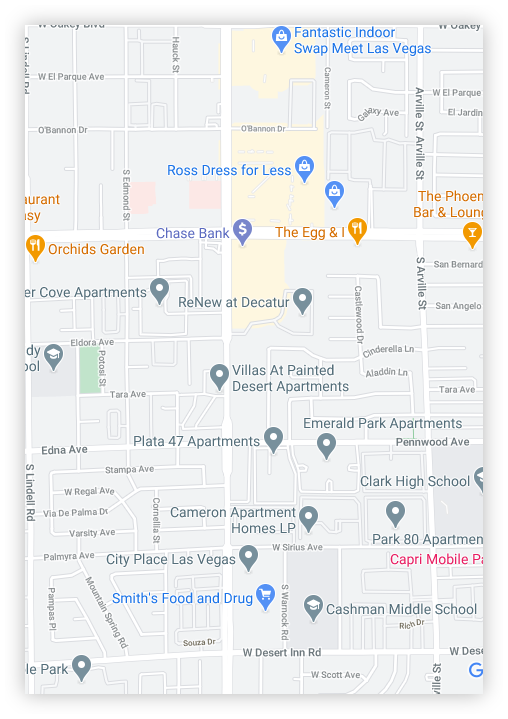 W Oakey Blvd
W Oakey
Fantastic Indoor
Swap Meet Las Vegas
Hauck St
W El Parque Ave
Cameron St
W El Parque
Galaxy Ave
El Jardin
Arville St
Arville St
O'Bannon Dr
O'Bannon Dr
S Edmond St
Ross Dress for Less
aurant
asy
The Phoen
Bar & Loung
Chase Bank
The Egg & I
Orchids Garden
S Arville St
San Bernard
er Cove Apartments
ReNew at Decatur
Castlewood Dr
San Angelo
Eldora Ave
dy
ool
Potosi St
Cinderella Ln
Villas At Painted
Desert Apartments
Aladdin Ln
Tara Ave
Tara Ave
Emerald Park Apartments
Plata 47 Apartments
Pennwood Ave
Edna Ave
S Lindell Rd
Stampa Ave
Clark High School
W Regal Ave
Cornellia St
Via De Palma Dr
Cameron Apartment
Homes LP
Varsity Ave
Park 80 Apartmen
Palmyra Ave
City Place Las Vegas
W Sirius Ave
Capri Mobile Pa
Pampas Pl
Mountain Spring Rd
Smith's Food and Drug
S Warnock Rd
Cashman Middle School
Rich Dr
Souza Dr
W Desert Inn Rd
W Dese
le Park
W Scott Ave
ville St
G